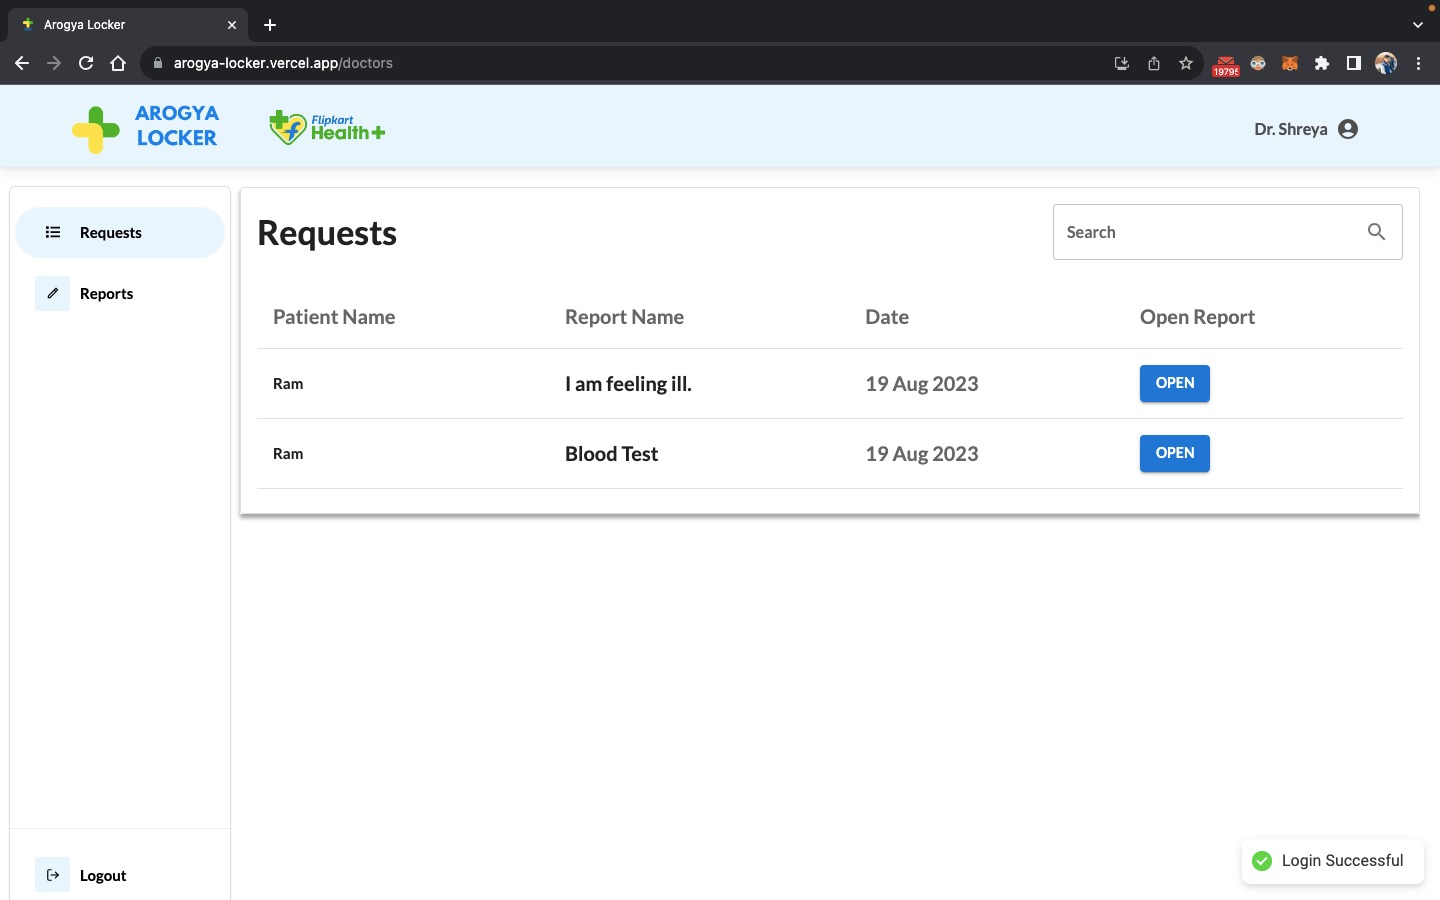 Arogya Locker
arogya-locker.vercel.app/doctors
19795
AROGYA
LOCKER
Flipkart
Health+
Dr. Shreya
Requests
Reports
Logout
Requests
Search
Patient Name Report Name Date Open Report
Ram I am feeling ill. 19 Aug 2023 OPEN
Ram Blood Test 19 Aug 2023 OPEN
Login Successful